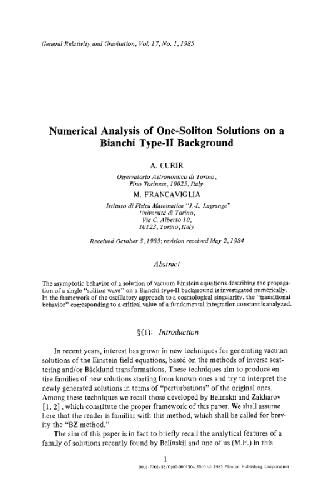 General Relativity and Gravitation, Vol. 17, No. 1, 1985
Numerical Analysis of One-Soliton Solutions on a
Bianchi Type-II Background
A. CURIR
Osservatorio Astronomico di Torino,
Pino Torinese, 10025, Italy
M. FRANCAVIGLIA
Istituto di Fisica Matematica "J.-L. Lagrange"
Università di Torino,
Via C. Alberto 10,
10123, Torino, Italy
Received October 3, 1983; revision received May 2, 1984
Abstract
The asymptotic behavior of a solution of vacuum Einstein equations describing the propaga-
tion of a single "soliton wave" on a Bianchi type-II background is investigated numerically.
In the framework of the oscillatory approach to a cosmological singularity, the "transitional
behavior" corresponding to a critical value of a fundamental integration constant is analyzed.
§(1): Introduction
In recent years, interest has grown in new techniques for generating vacuum
solutions of the Einstein field equations, based on the methods of inverse scat-
tering and/or Bäcklund transformations. These techniques aim to produce en-
tire families of new solutions starting from known ones and try to interpret the
newly generated solutions in terms of "perturbations" of the original ones.
Among these techniques we recall those developed by Belinskii and Zakharov
[1, 2], which constitute the proper framework of this paper. We shall assume
here that the reader is familiar with this method, which shall be called for brev-
ity the "BZ method."
The aim of this paper is in fact to briefly recall the analytical features of a
family of solutions recently found by Belinskii and one of us (M.F.) in this
1
Plenum Publishing Corporation